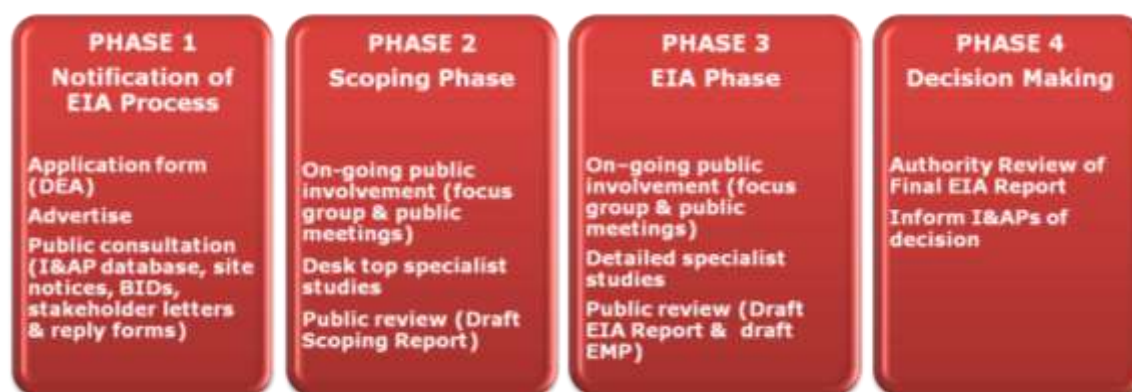 PHASE 1
Notification of
EIA Process
Application form
(DEA)
Advertise
Public consultation
(I&AP database, site
notices, BIDs,
stakeholder letters
& reply forms)
PHASE 2
Scoping Phase
On-going public
involvement (focus
group & public
meetings)
Desk top specialist
studies
Public review (Draft
Scoping Report)
PHASE 3
EIA Phase
On–going public
involvement (focus
group & public
meetings)
Detailed specialist
studies
Public review (Draft
EIA Report & draft
EMP)
PHASE 4
Decision Making
Authority Review of
Final EIA Report
Inform I&APs of
decision